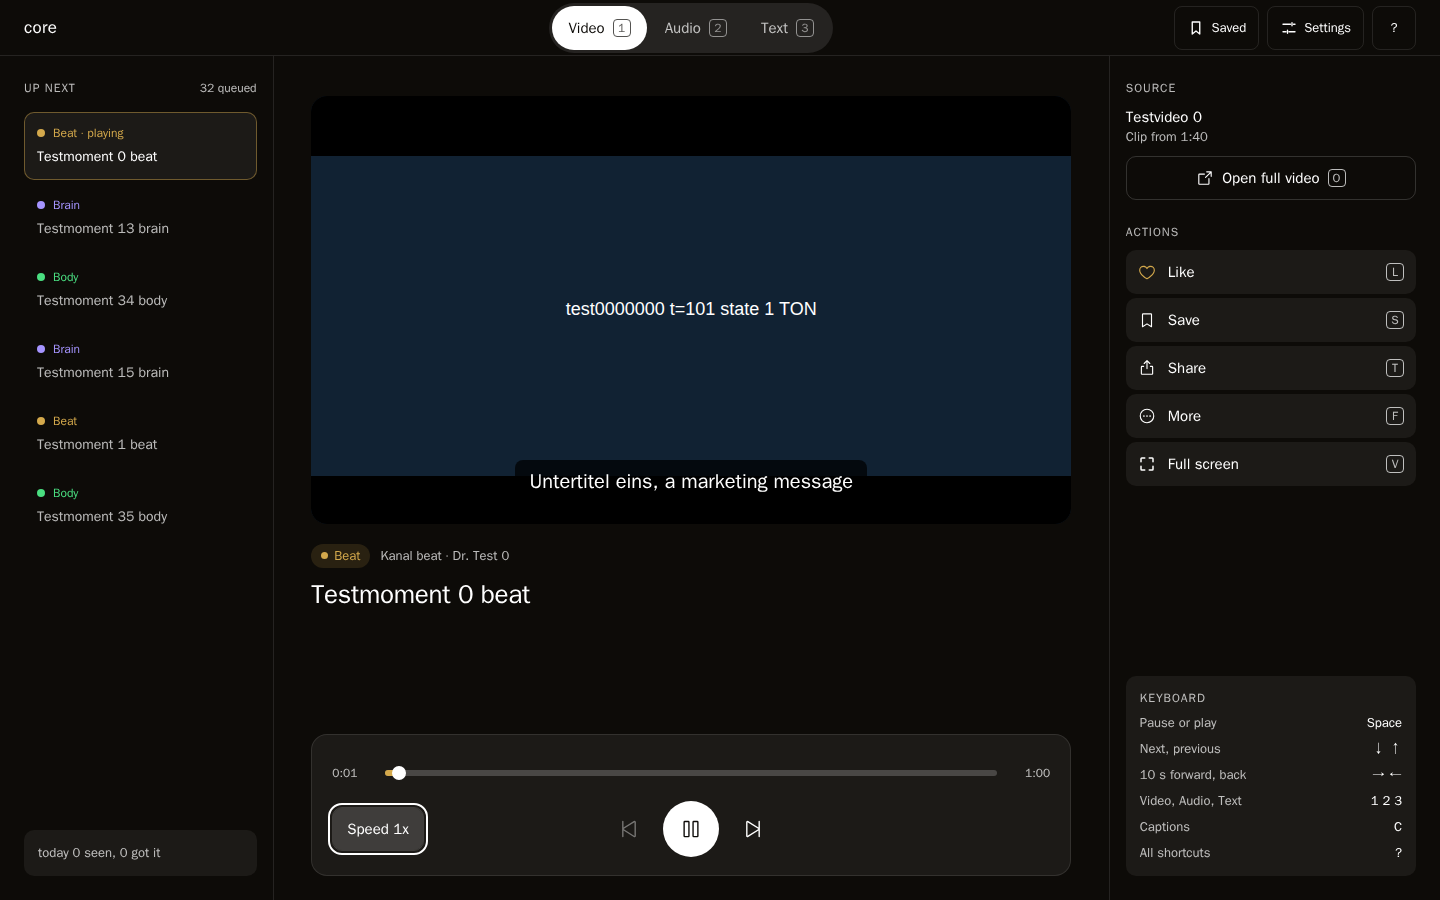 core
Video 1
Audio 2
Text 3
Saved
Settings
?
UP NEXT
32 queued
Beat · playing
Testmoment 0 beat
Brain
Testmoment 13 brain
Body
Testmoment 34 body
Brain
Testmoment 15 brain
Beat
Testmoment 1 beat
Body
Testmoment 35 body
today 0 seen, 0 got it
test0000000 t=101 state 1 TON
Untertitel eins, a marketing message
Beat
Kanal beat · Dr. Test 0
Testmoment 0 beat
0:01
1:00
Speed 1x
SOURCE
Testvideo 0
Clip from 1:40
Open full video O
ACTIONS
Like L
Save S
Share T
More F
Full screen V
KEYBOARD
Pause or play Space
Next, previous ↓ ↑
10 s forward, back → ←
Video, Audio, Text 1 2 3
Captions C
All shortcuts ?